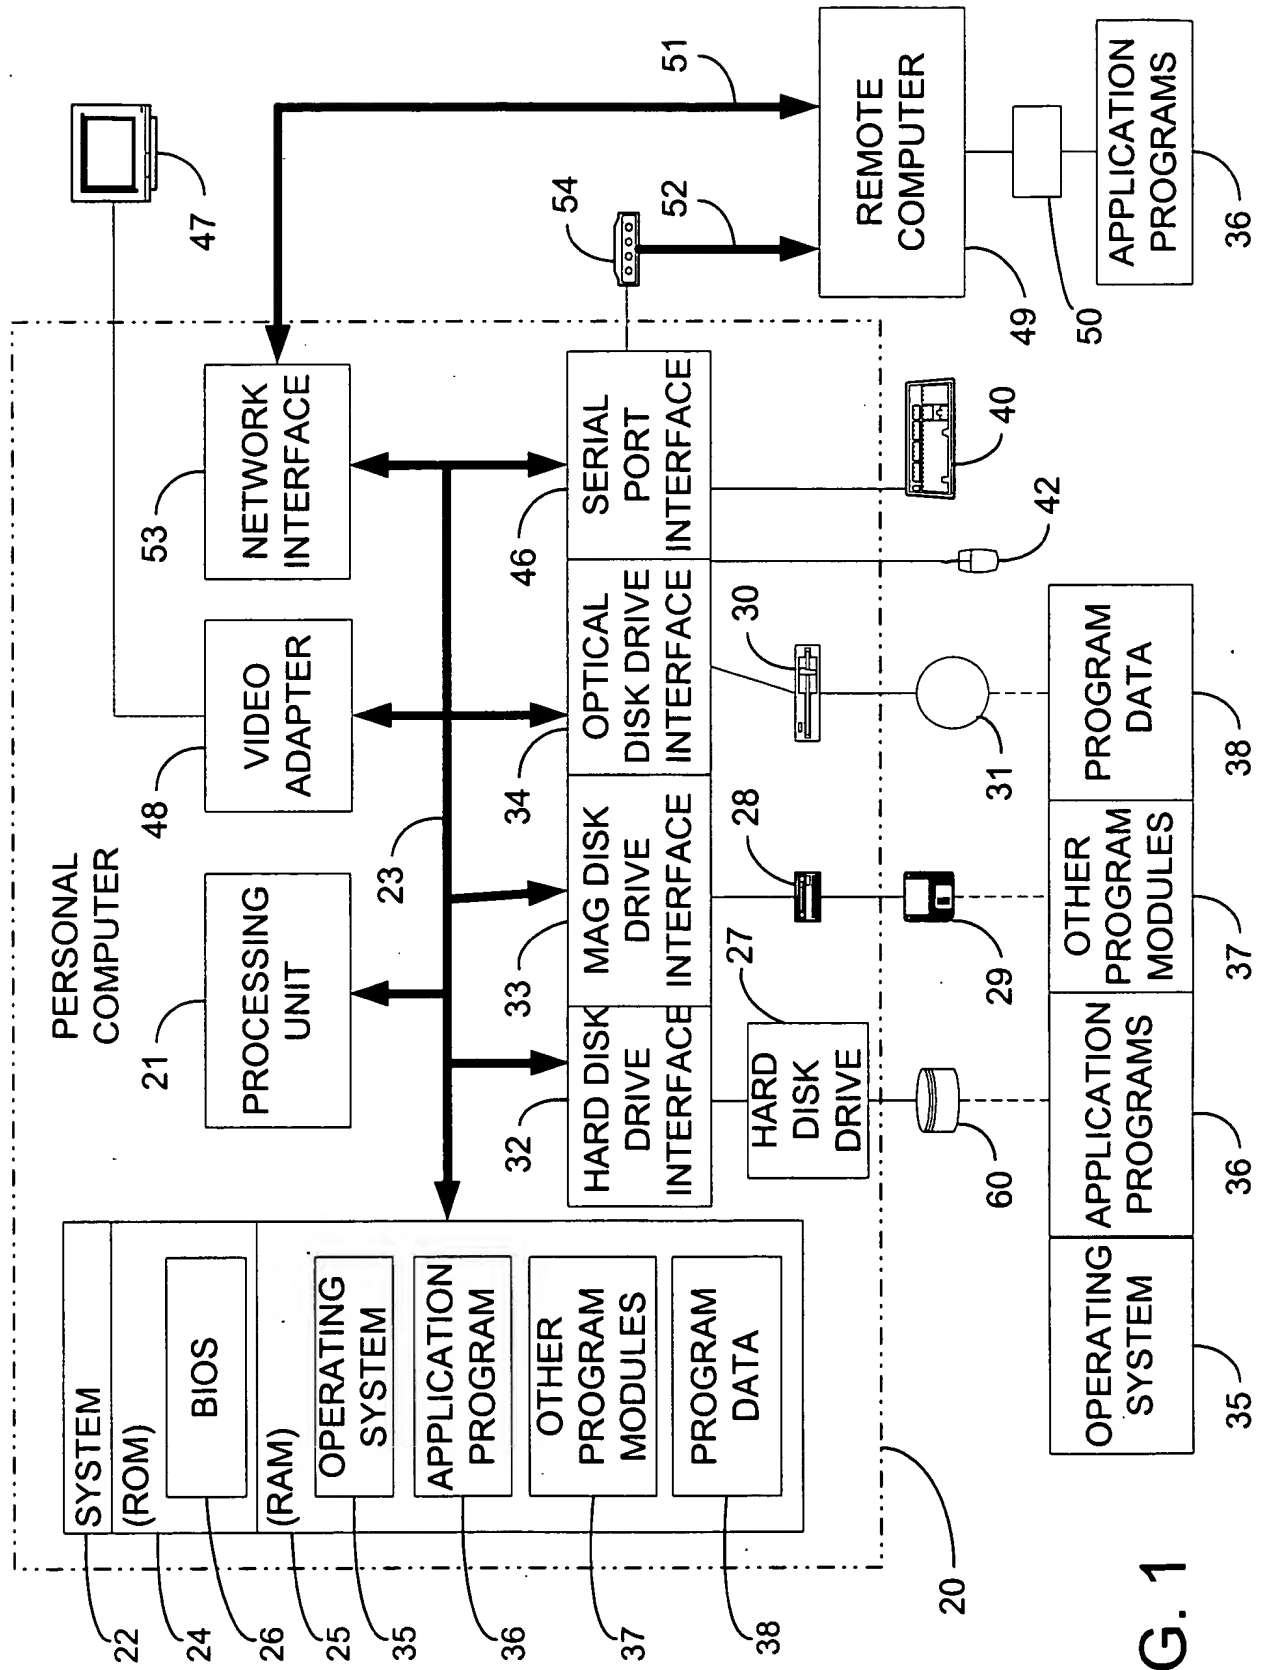 PERSONAL
COMPUTER
22
24
26
25
35
36
37
38
SYSTEM
(ROM)
BIOS
(RAM)
OPERATING
SYSTEM
APPLICATION
PROGRAM
OTHER
PROGRAM
MODULES
PROGRAM
DATA
21
PROCESSING
UNIT
48
VIDEO
ADAPTER
53
NETWORK
INTERFACE
47
23
32
HARD DISK
DRIVE
INTERFACE
33
MAG DISK
DRIVE
INTERFACE
34
OPTICAL
DISK DRIVE
INTERFACE
46
SERIAL
PORT
INTERFACE
54
52
51
27
HARD
DISK
DRIVE
28
30
60
29
31
42
40
REMOTE
COMPUTER
49
50
APPLICATION
PROGRAMS
36
20
OPERATING
SYSTEM
35
APPLICATION
PROGRAMS
36
OTHER
PROGRAM
MODULES
37
PROGRAM
DATA
38
G. 1